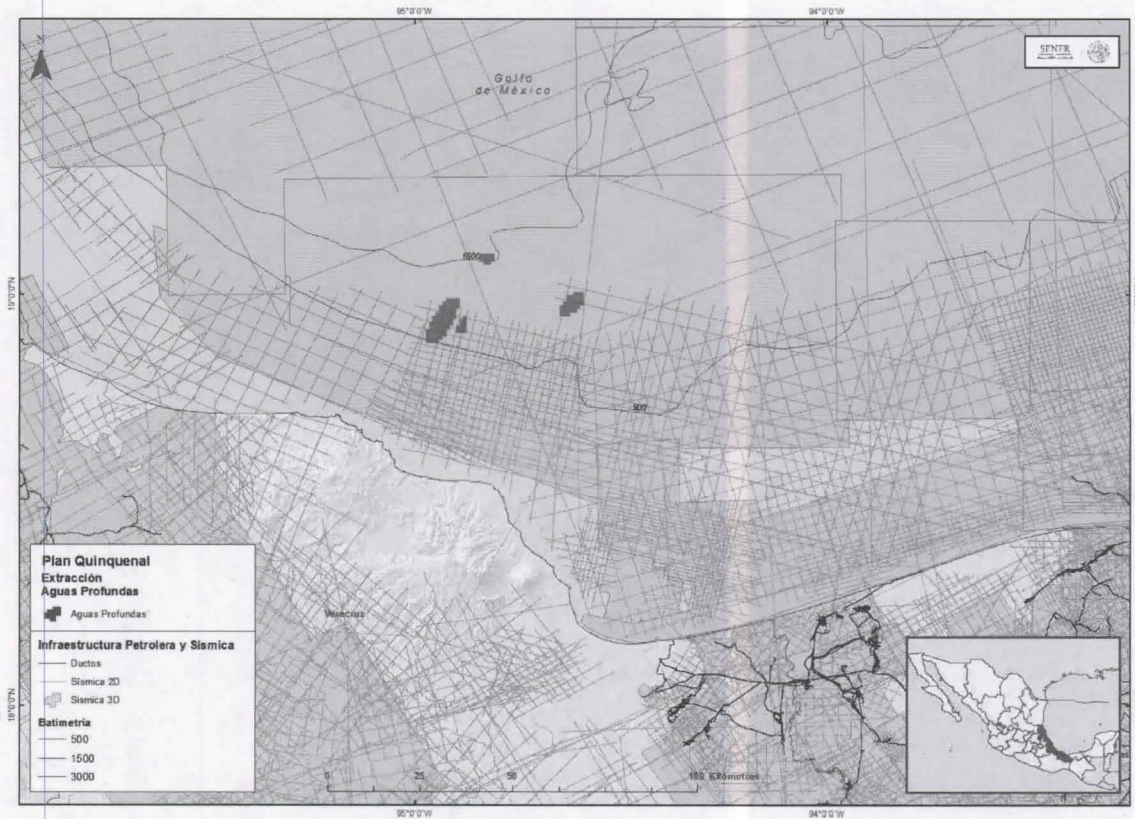 95°0'0"W
94°0'0"W
N
SENER
Golfo
de México
1500
19°0'0"N
500
Plan Quinquenal
Extracción
Aguas Profundas
Aguas Profundas
Veracruz
Infraestructura Petrolera y Sísmica
Ductos
Sísmica 2D
Sísmica 3D
Batimetría
500
1500
3000
18°0'0"N
0
25
50
100 Kilómetros
95°0'0"W
94°0'0"W